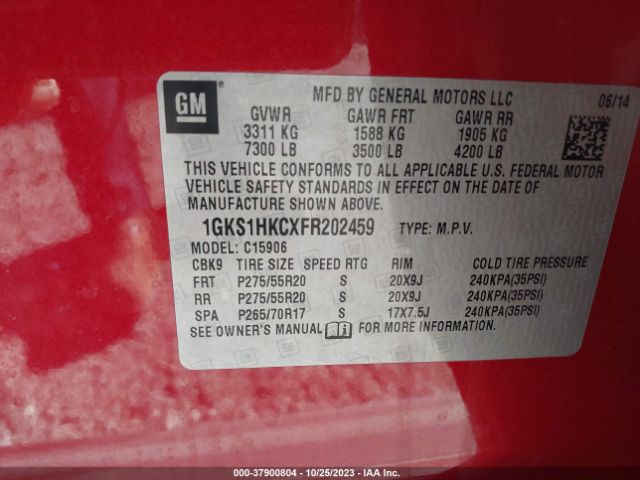 GM
MFD BY GENERAL MOTORS LLC 06/14
GVWR GAWR FRT GAWR RR
3311 KG 1588 KG 1905 KG
7300 LB 3500 LB 4200 LB
THIS VEHICLE CONFORMS TO ALL APPLICABLE U.S. FEDERAL MOTOR
VEHICLE SAFETY STANDARDS IN EFFECT ON THE DATE OF
MANUFACTURE SHOWN ABOVE.
1GKS1HKCXFR202459 TYPE: M.P.V.
MODEL: C15906
CBK9 TIRE SIZE SPEED RTG RIM COLD TIRE PRESSURE
FRT P275/55R20 S 20X9J 240KPA(35PSI)
RR P275/55R20 S 20X9J 240KPA(35PSI)
SPA P265/70R17 S 17X7.5J 240KPA(35PSI)
SEE OWNER'S MANUAL FOR MORE INFORMATION.
000-37900804 - 10/25/2023 - IAA Inc.